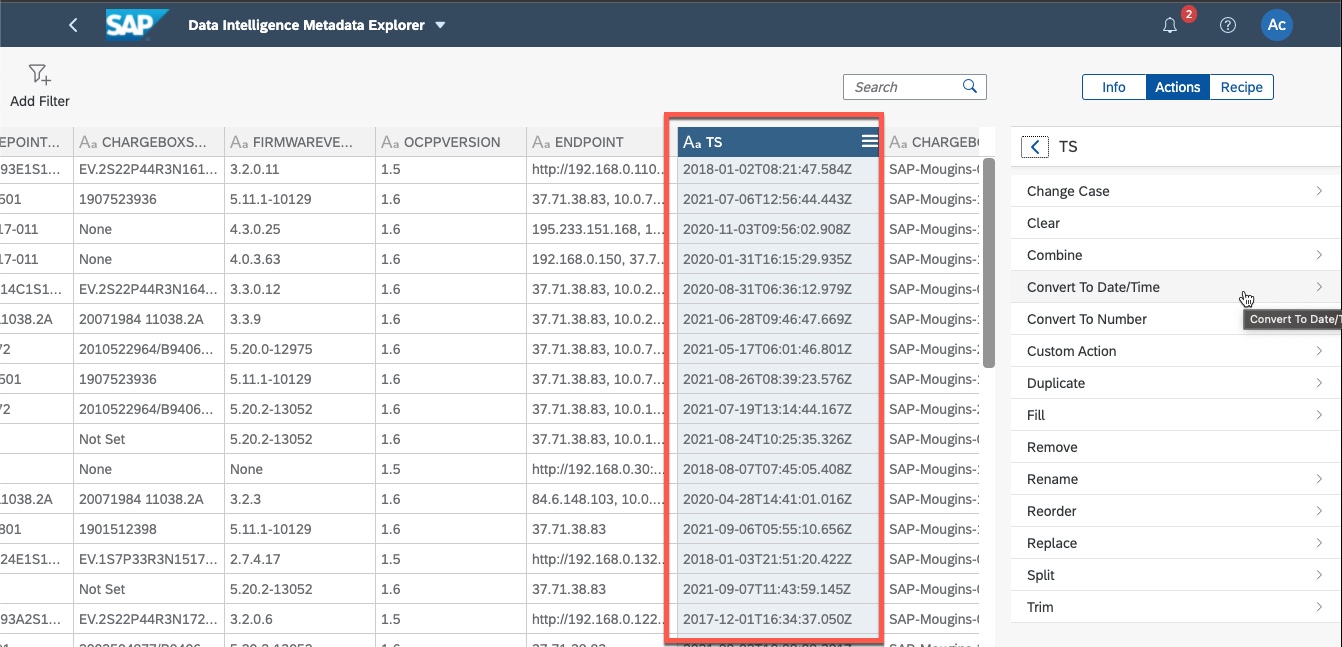 SAP Data Intelligence Metadata Explorer 2 Ac
Add Filter Search Info Actions Recipe
EPOINT... Aa CHARGEBOXS... Aa FIRMWAREVE... Aa OCPPVERSION Aa ENDPOINT Aa TS Aa CHARGEB
93E1S1... EV.2S22P44R3N161... 3.2.0.11 1.5 http://192.168.0.110... 2018-01-02T08:21:47.584Z SAP-Mougins-
501 1907523936 5.11.1-10129 1.6 37.71.38.83, 10.0.7... 2021-07-06T12:56:44.443Z SAP-Mougins-
17-011 None 4.3.0.25 1.6 195.233.151.168, 1... 2020-11-03T09:56:02.908Z SAP-Mougins-
17-011 None 4.0.3.63 1.6 192.168.0.150, 37.7... 2020-01-31T16:15:29.935Z SAP-Mougins-
14C1S1... EV.2S22P44R3N164... 3.3.0.12 1.6 37.71.38.83, 10.0.2... 2020-08-31T06:36:12.979Z SAP-Mougins-
11038.2A 20071984 11038.2A 3.3.9 1.6 37.71.38.83, 10.0.2... 2021-06-28T09:46:47.669Z SAP-Mougins-
72 2010522964/B9406... 5.20.0-12975 1.6 37.71.38.83, 10.0.7... 2021-05-17T06:01:46.801Z SAP-Mougins-
501 1907523936 5.11.1-10129 1.6 37.71.38.83, 10.0.7... 2021-08-26T08:39:23.576Z SAP-Mougins-
72 2010522964/B9406... 5.20.2-13052 1.6 37.71.38.83, 10.0.1... 2021-07-19T13:14:44.167Z SAP-Mougins-
Not Set 5.20.2-13052 1.6 37.71.38.83, 10.0.1... 2021-08-24T10:25:35.326Z SAP-Mougins-
None None 1.5 http://192.168.0.30:... 2018-08-07T07:45:05.408Z SAP-Mougins-
11038.2A 20071984 11038.2A 3.2.3 1.6 84.6.148.103, 10.0.... 2020-04-28T14:41:01.016Z SAP-Mougins-
801 1901512398 5.11.1-10129 1.6 37.71.38.83 2021-09-06T05:55:10.656Z SAP-Mougins-
24E1S1... EV.1S7P33R3N1517... 2.7.4.17 1.5 http://192.168.0.132... 2018-01-03T21:51:20.422Z SAP-Mougins-
Not Set 5.20.2-13052 1.6 37.71.38.83 2021-09-07T11:43:59.145Z SAP-Mougins-
93A2S1... EV.2S22P44R3N172... 3.2.0.6 1.5 http://192.168.0.122... 2017-12-01T16:34:37.050Z SAP-Mougins-
TS
Change Case
Clear
Combine
Convert To Date/Time
Convert To Number
Convert To Date/T
Custom Action
Duplicate
Fill
Remove
Rename
Reorder
Replace
Split
Trim